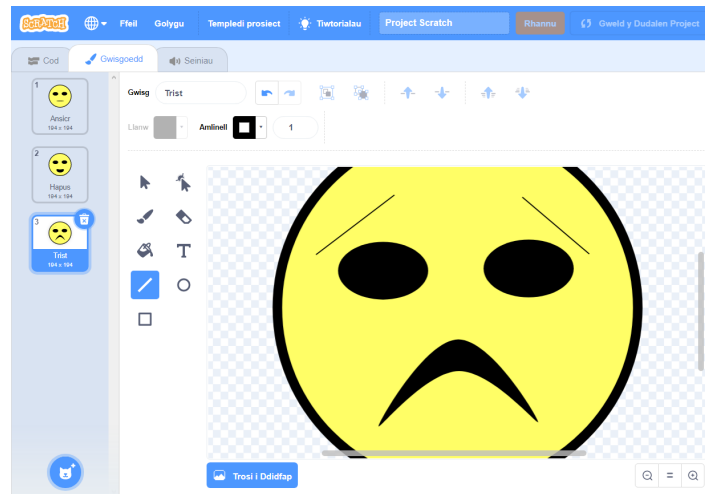 SCRATCH
Ffeil Golygu Templedi prosiect Tiwtorialau Project Scratch Rhannu Gweld y Dudalen Project
Cod Gwisgoedd Seiniau
1
Ansicr
194 x 194
2
Hapus
194 x 194
3
Trist
194 x 194
Gwisg Trist
Llanw Amlinell 1
T
Trosi i Ddidfap
=